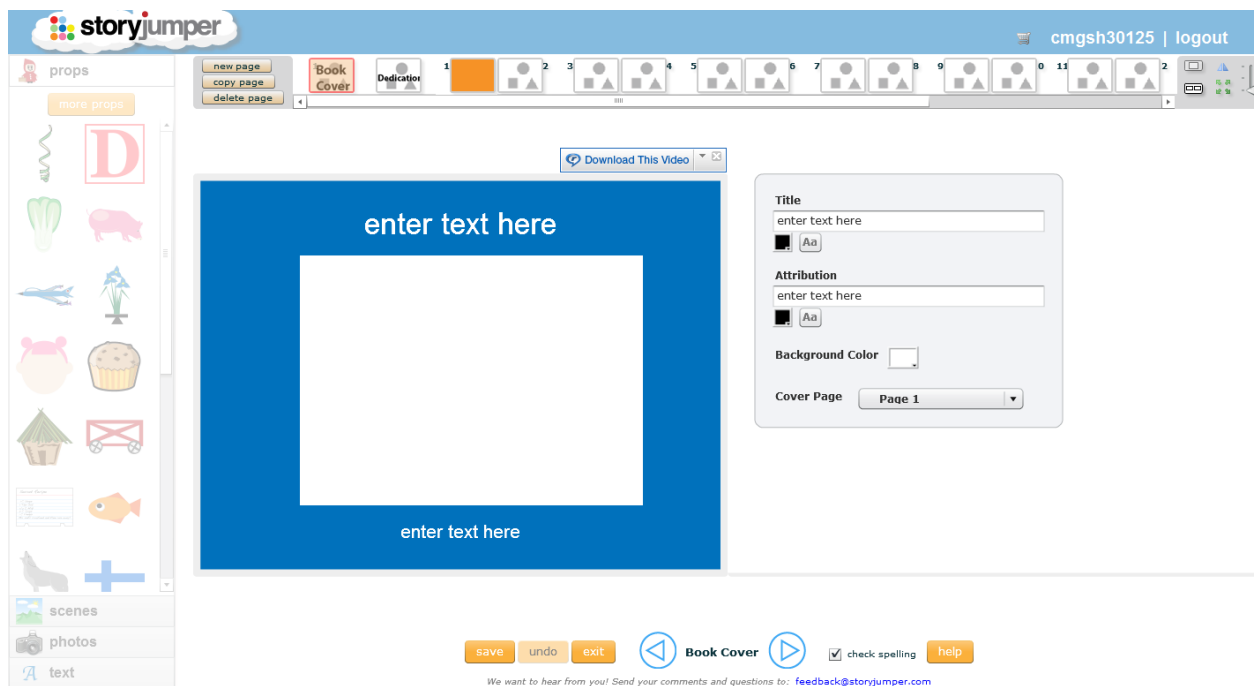 storyjumper
cmgsh30125 | logout
props
more props
new page
copy page
delete page
Book
Cover
Dedication
1 2 3 4 5 6 7 8 9 0 11 2
D
Download This Video
enter text here
enter text here
Title
enter text here
Aa
Attribution
enter text here
Aa
Background Color
Cover Page Page 1
scenes
photos
A text
save undo exit Book Cover check spelling help
We want to hear from you! Send your comments and questions to: feedback@storyjumper.com